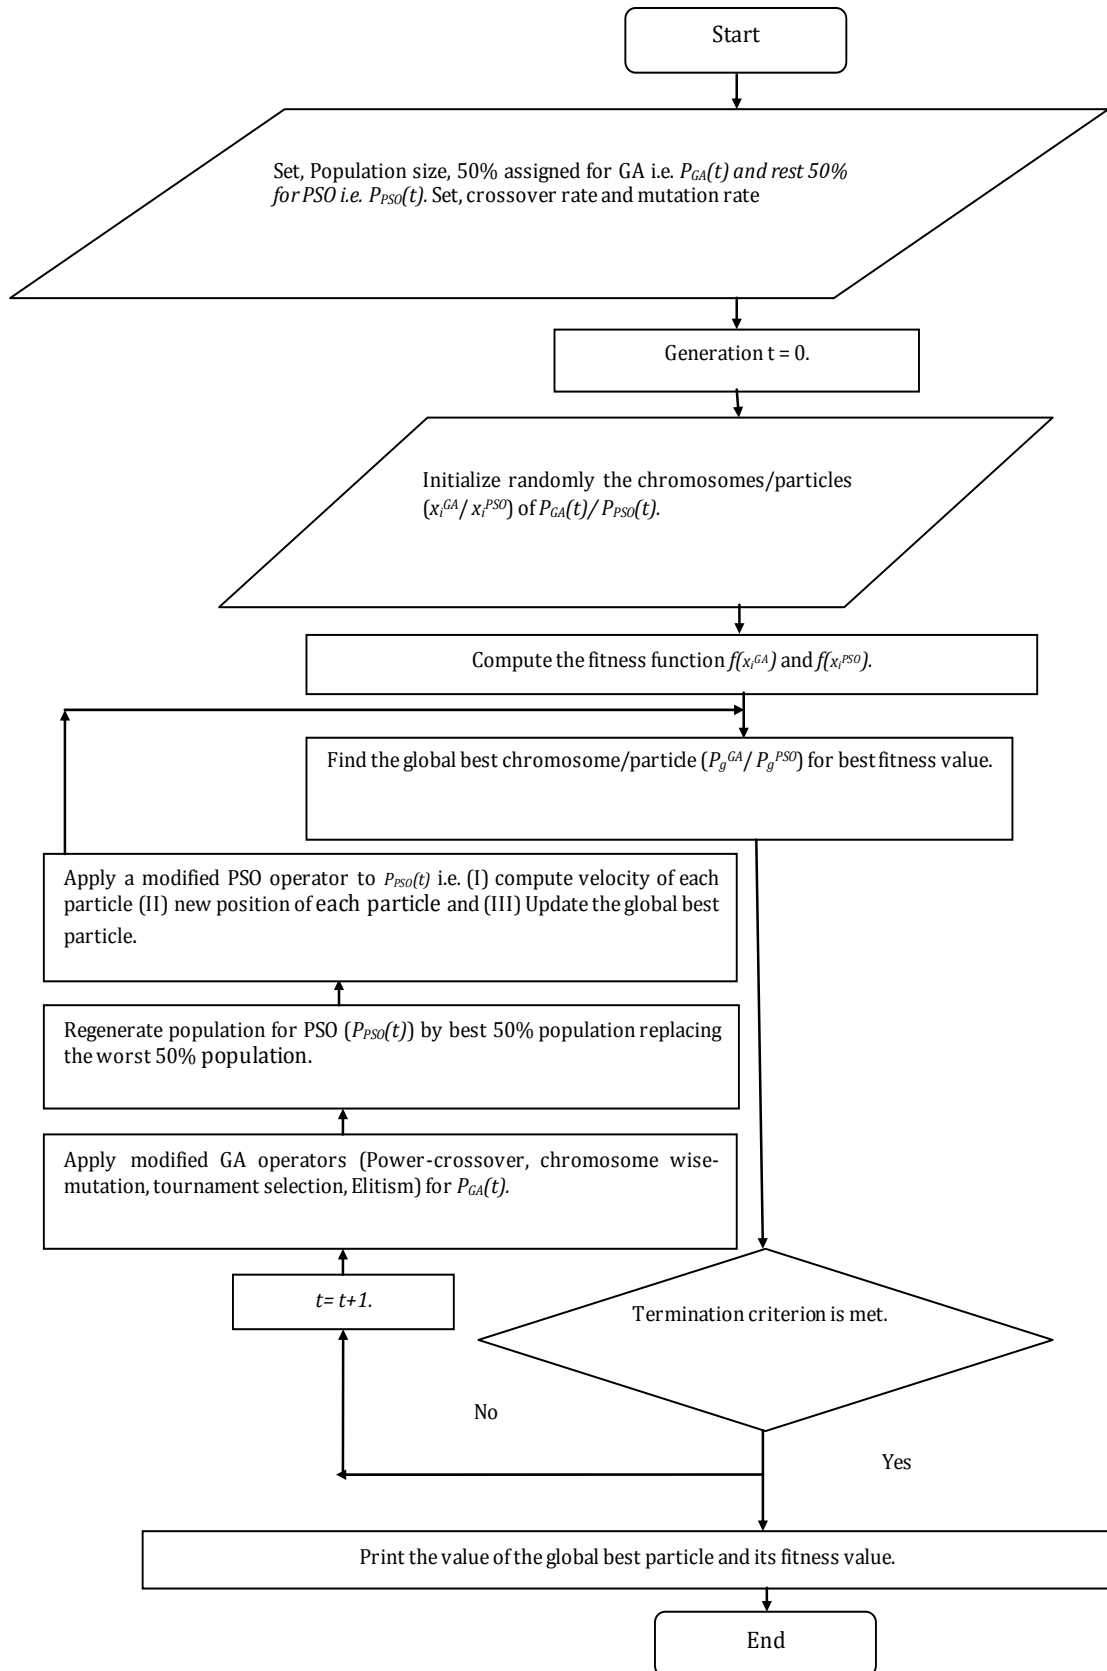 Start
Set, Population size, 50% assigned for GA i.e. P_GA(t) and rest 50%
for PSO i.e. P_PSO(t). Set, crossover rate and mutation rate
Generation t = 0.
Initialize randomly the chromosomes/particles
(x_i^GA/ x_i^PSO) of P_GA(t)/ P_PSO(t).
Compute the fitness function f(x_i^GA) and f(x_i^PSO).
Find the global best chromosome/particle (P_g^GA/ P_g^PSO) for best fitness value.
Apply a modified PSO operator to P_PSO(t) i.e. (I) compute velocity of each
particle (II) new position of each particle and (III) Update the global best
particle.
Regenerate population for PSO (P_PSO(t)) by best 50% population replacing
the worst 50% population.
Apply modified GA operators (Power-crossover, chromosome wise-
mutation, tournament selection, Elitism) for P_GA(t).
t= t+1.
Termination criterion is met.
No
Yes
Print the value of the global best particle and its fitness value.
End